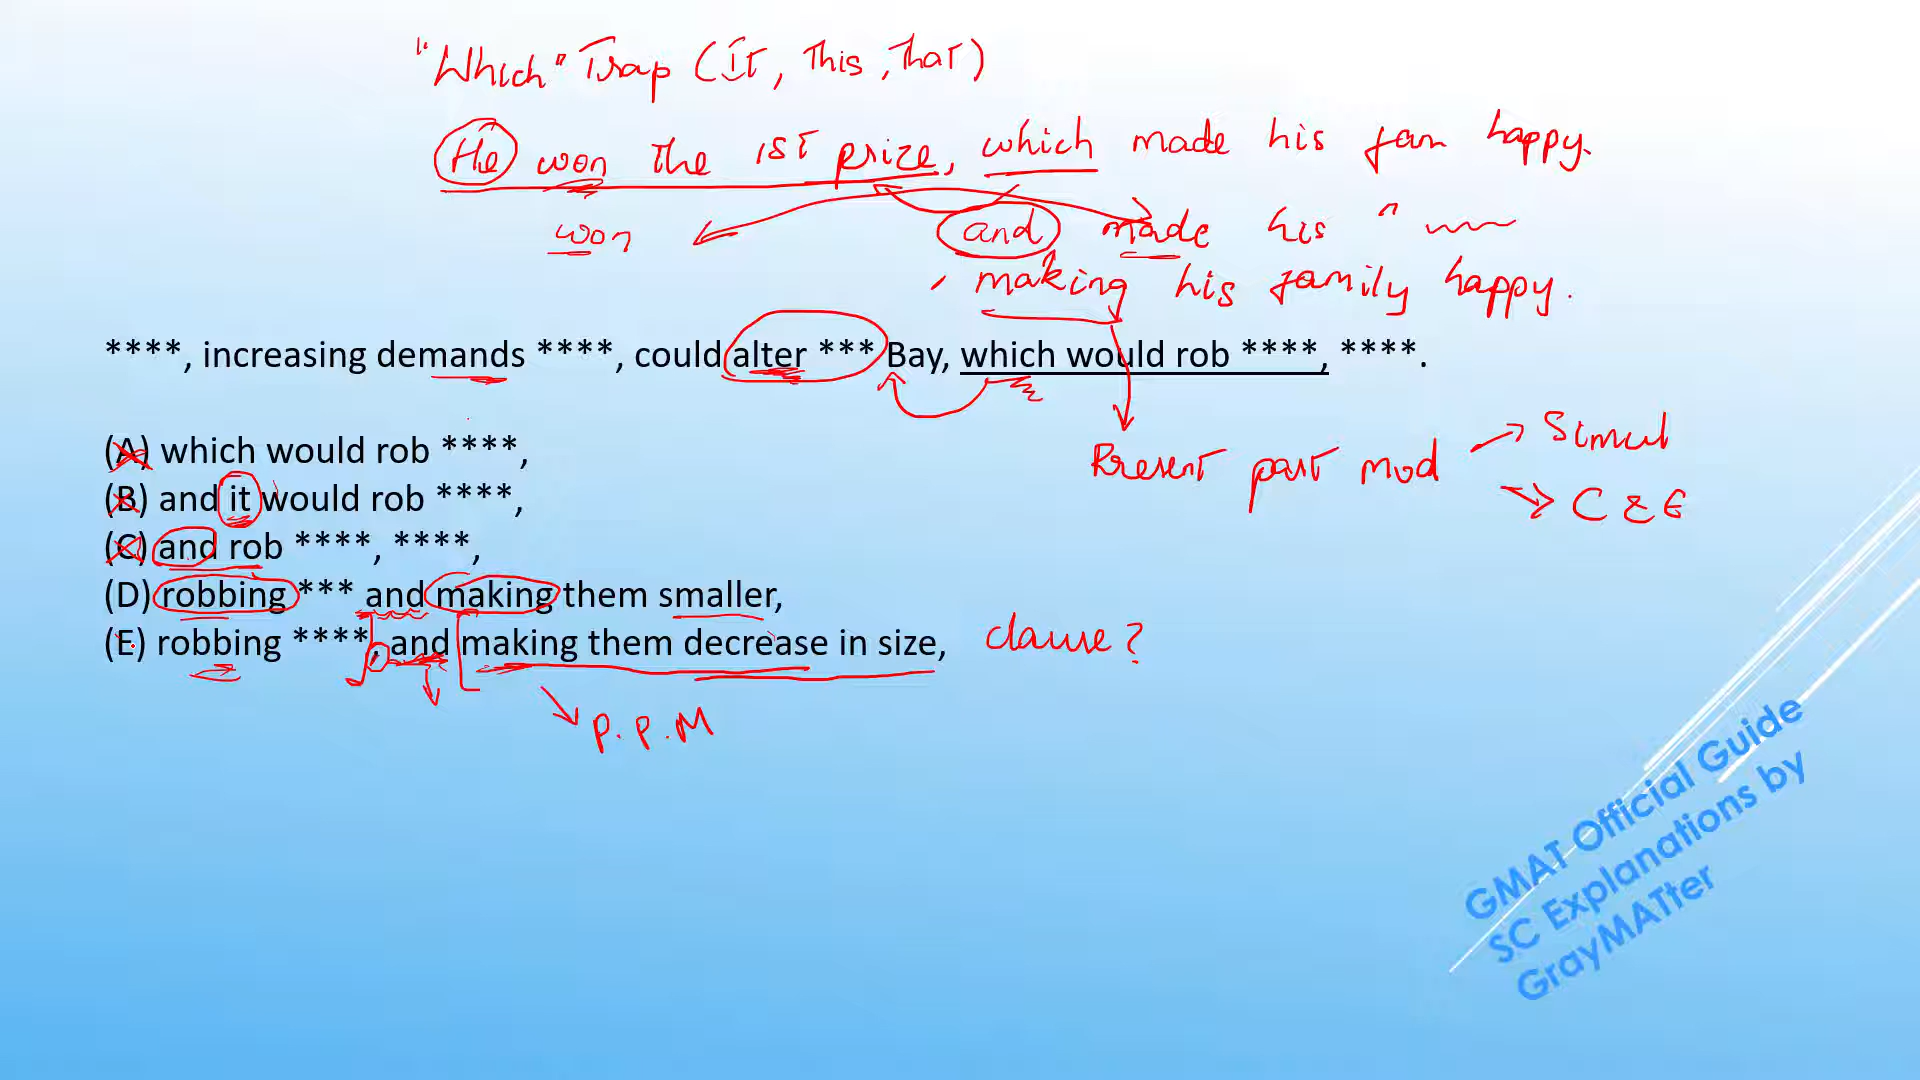 "Which" Trap (It, This, That)
He won the 1st prize, which made his fam happy.
won and made his "
, making his family happy.
****, increasing demands ****, could alter *** Bay, which would rob ****, ****.
(A) which would rob ****,
(B) and it would rob ****,
(C) and rob ****, ****,
(D) robbing *** and making them smaller,
(E) robbing ****, and making them decrease in size,
Present part mod
Simul
C & E
clause?
P.P.M
GMAT Official Guide
SC Explanations by
GrayMATter